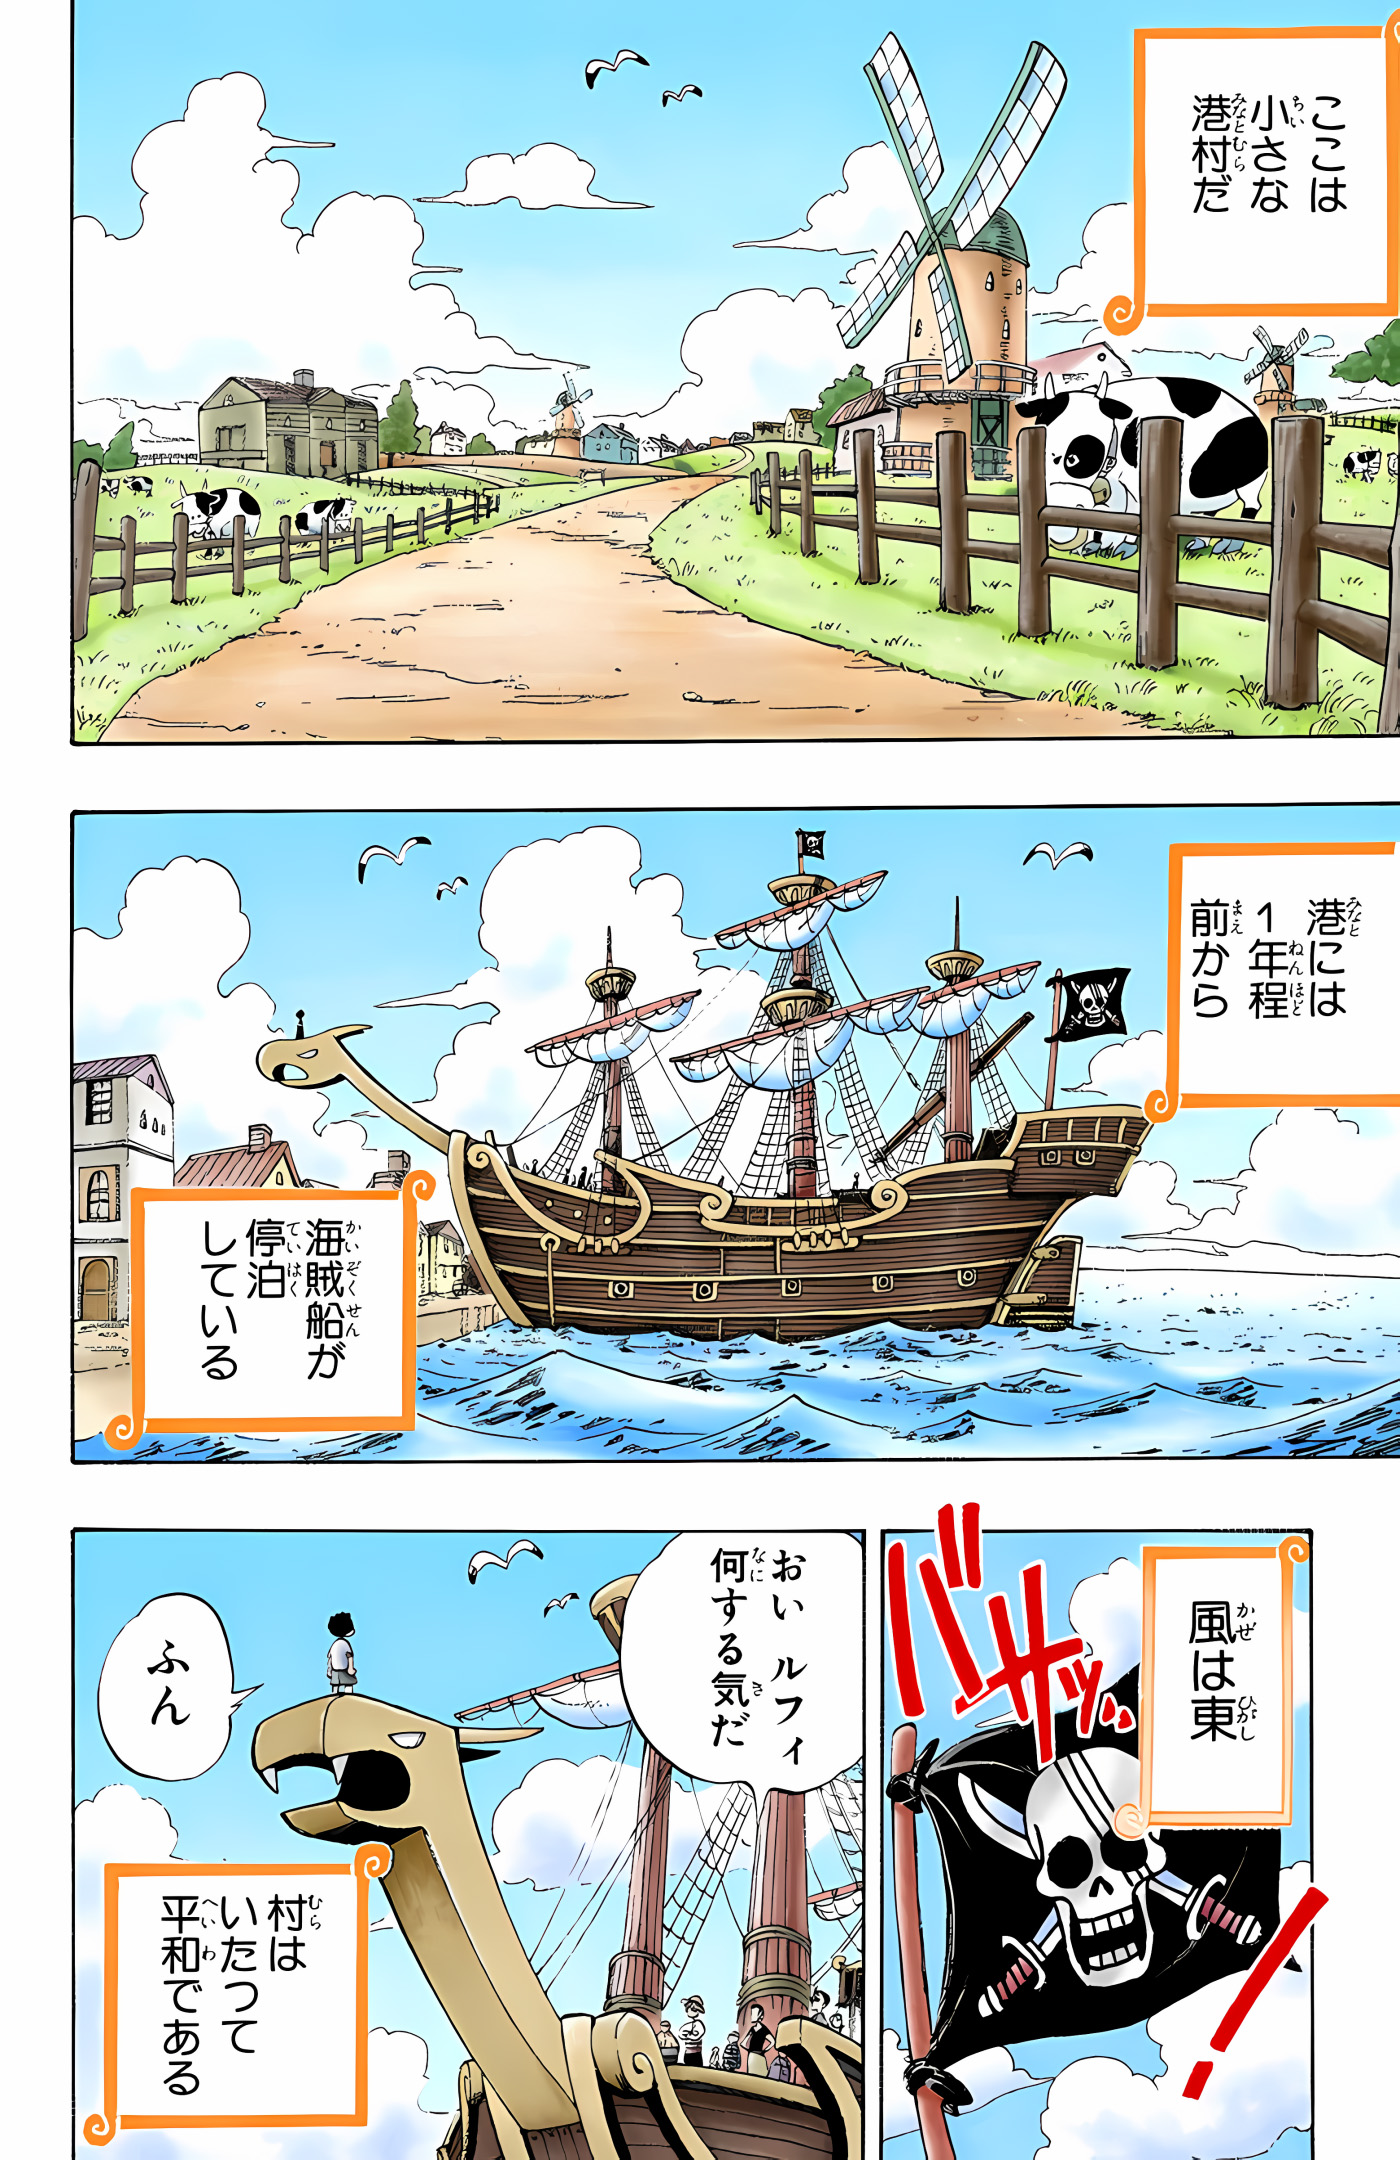 ここは
小さな
港村だ
港には
1年程
前から
海賊船が
停泊
している
風は東
バサバサッ…!
おい ルフィ
何する気だ
ふん
村は
いたって
平和である